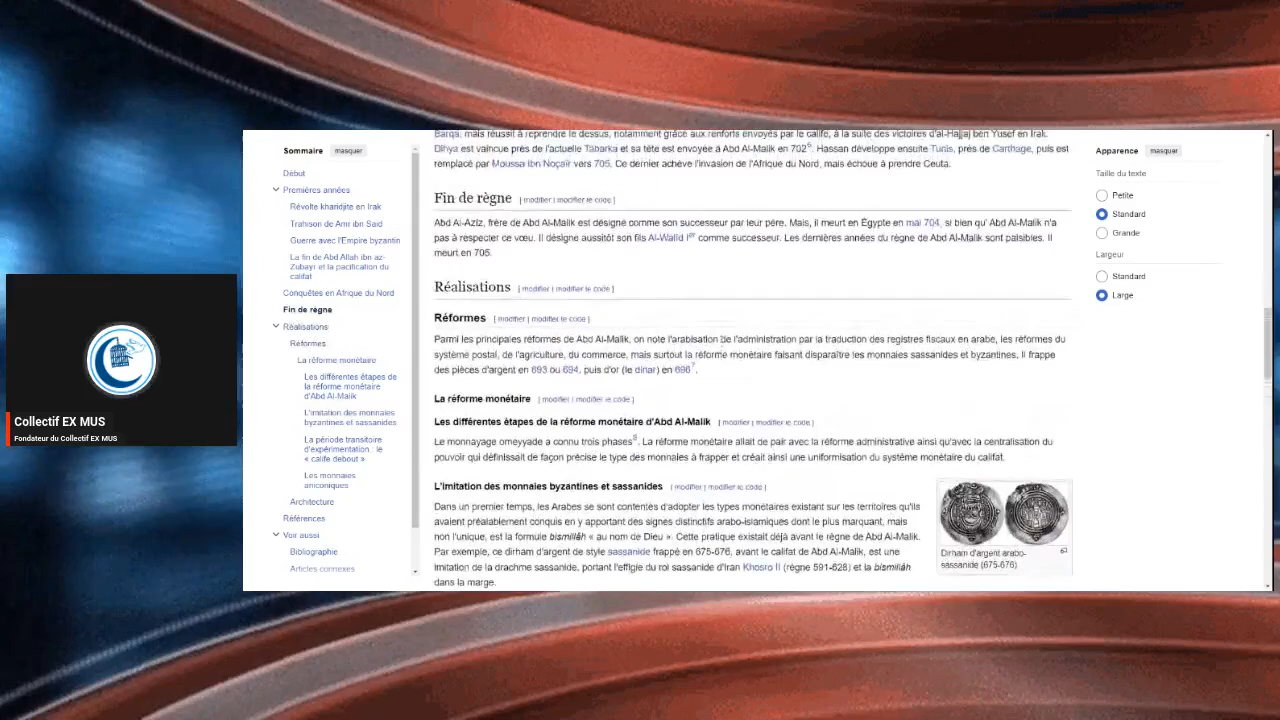 Sommaire masquer
Début
Premières années
Révolte kharidjite en Irak
Trahison de Amr ibn Said
Guerre avec l'Empire byzantin
La fin de Abd Allah ibn az-
Zubayr et la pacification du
califat
Conquêtes en Afrique du Nord
Fin de règne
Réalisations
Réformes
La réforme monétaire
Les différentes étapes de
la réforme monétaire
d'Abd Al-Malik
L'imitation des monnaies
byzantines et sassanides
La période transitoire
d'expérimentation : le
« calife debout »
Les monnaies
aniconiques
Architecture
Références
Voir aussi
Bibliographie
Articles connexes
Barqa, mais réussit à reprendre le dessus, notamment grâce aux renforts envoyés par le calife, à la suite des victoires d'al-Hajjaj ben Yusef en Irak.
Dihya est vaincue près de l'actuelle Tabarka et sa tête est envoyée à Abd Al-Malik en 702⁶. Hassan développe ensuite Tunis, près de Carthage, puis est
remplacé par Moussa Ibn Noçaïr vers 705. Ce dernier achève l'invasion de l'Afrique du Nord, mais échoue à prendre Ceuta.
Fin de règne [ modifier | modifier le code ]
Abd Al-Aziz, frère de Abd Al-Malik est désigné comme son successeur par leur père. Mais, il meurt en Égypte en mai 704, si bien qu' Abd Al-Malik n'a
pas à respecter ce vœu. Il désigne aussitôt son fils Al-Walid Iᵉʳ comme successeur. Les dernières années du règne de Abd Al-Malik sont paisibles. Il
meurt en 705.
Réalisations [ modifier | modifier le code ]
Réformes [ modifier | modifier le code ]
Parmi les principales réformes de Abd Al-Malik, on note l'arabisation de l'administration par la traduction des registres fiscaux en arabe, les réformes du
système postal, de l'agriculture, du commerce, mais surtout la réforme monétaire faisant disparaître les monnaies sassanides et byzantines. Il frappe
des pièces d'argent en 693 ou 694, puis d'or (le dinar) en 696⁷.
La réforme monétaire [ modifier | modifier le code ]
Les différentes étapes de la réforme monétaire d'Abd Al-Malik [ modifier | modifier le code ]
Le monnayage omeyyade a connu trois phases⁸. La réforme monétaire allait de pair avec la réforme administrative ainsi qu'avec la centralisation du
pouvoir qui définissait de façon précise le type des monnaies à frapper et créait ainsi une uniformisation du système monétaire du califat.
L'imitation des monnaies byzantines et sassanides [ modifier | modifier le code ]
Dans un premier temps, les Arabes se sont contentés d'adopter les types monétaires existant sur les territoires qu'ils
avaient préalablement conquis en y apportant des signes distinctifs arabo-islamiques dont le plus marquant, mais
non l'unique, est la formule bismillâh « au nom de Dieu ». Cette pratique existait déjà avant le règne de Abd Al-Malik.
Par exemple, ce dirham d'argent de style sassanide frappé en 675-676, avant le califat de Abd Al-Malik, est une
imitation de la drachme sassanide, portant l'effigie du roi sassanide d'Iran Khosro II (règne 591-628) et la bismillâh
dans la marge.
Dirham d'argent arabo-
sassanide (675-676)
Apparence masquer
Taille du texte
Petite
Standard
Grande
Largeur
Standard
Large
Collectif EX MUS
Fondateur du Collectif EX MUS